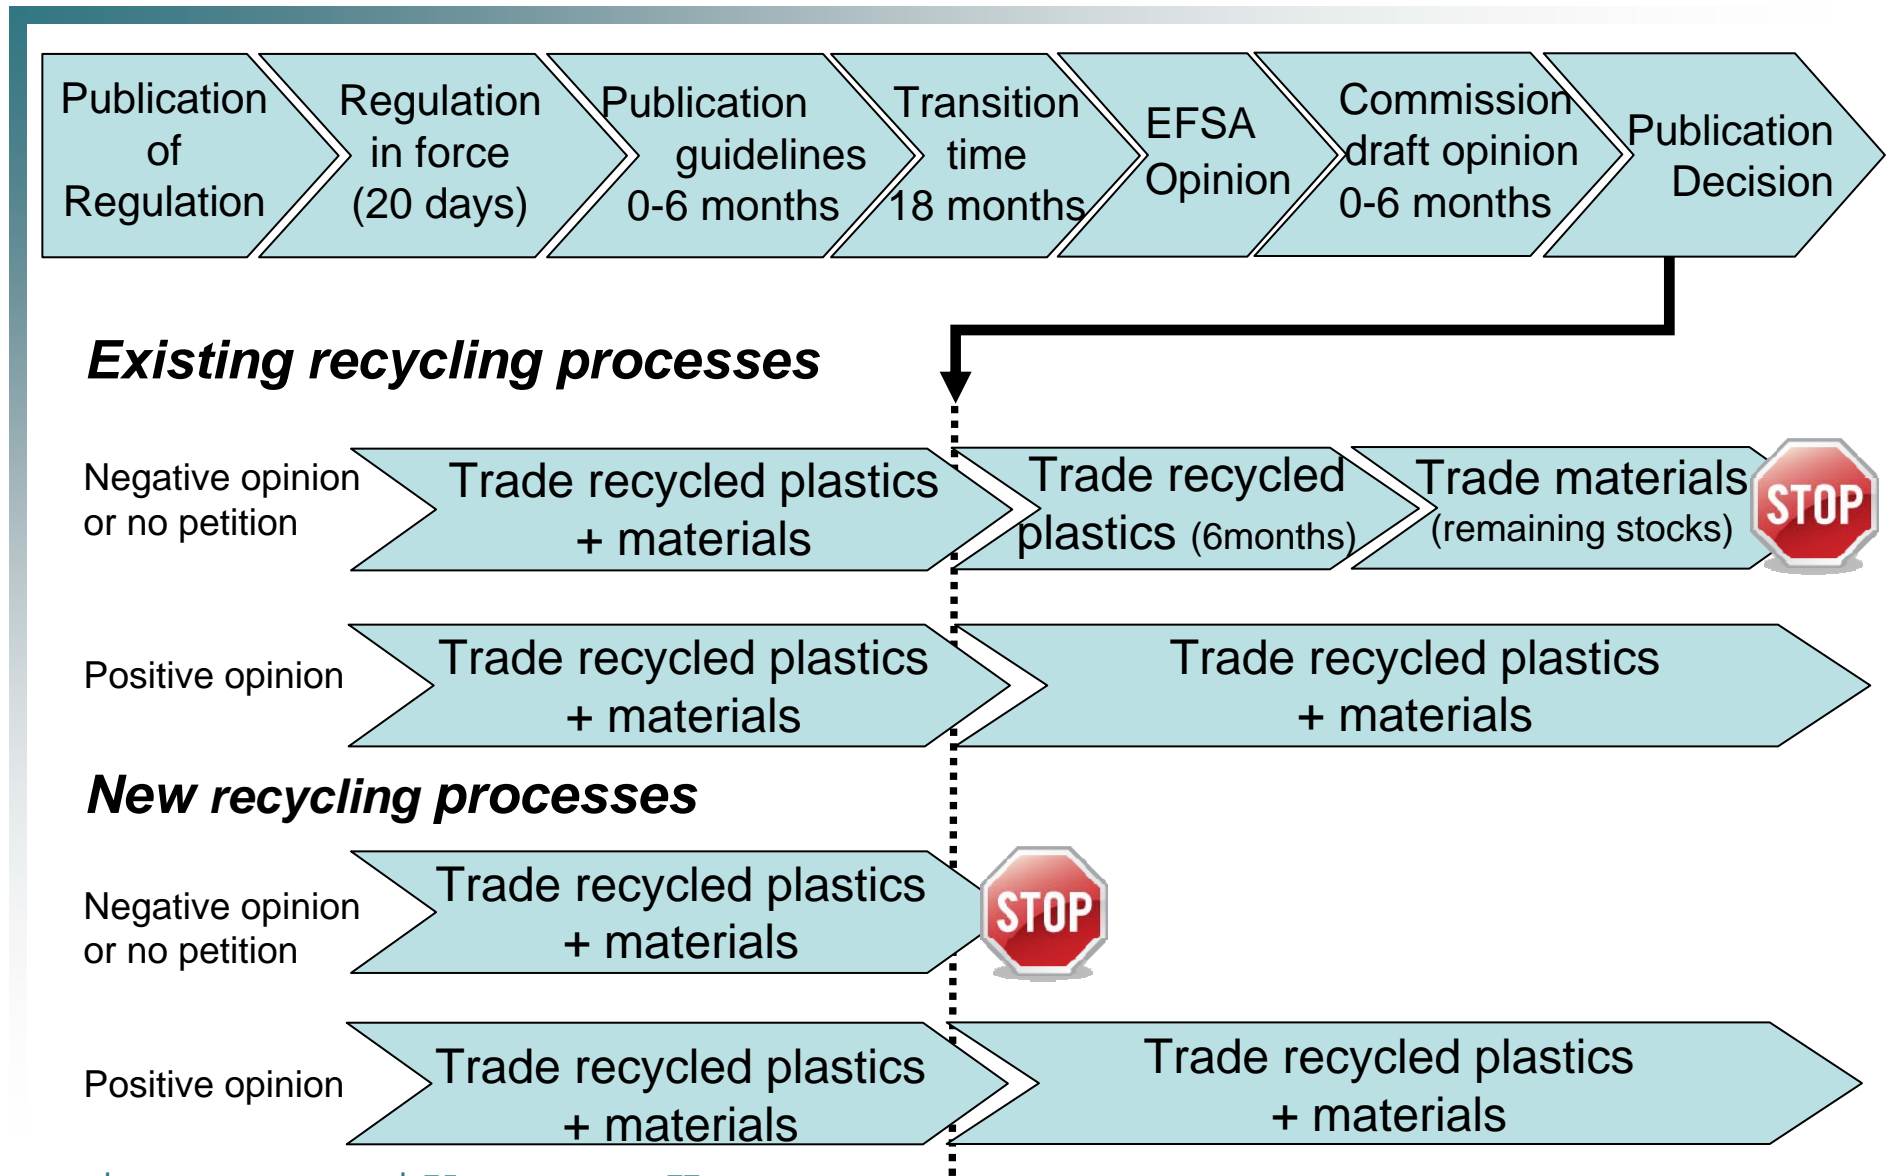 Publication
of
Regulation
Regulation
in force
(20 days)
Publication
guidelines
0-6 months
Transition
time
18 months
EFSA
Opinion
Commission
draft opinion
0-6 months
Publication
Decision
Existing recycling processes
Negative opinion
or no petition
Trade recycled plastics
+ materials
Trade recycled
plastics (6months)
Trade materials
(remaining stocks)
STOP
Positive opinion
Trade recycled plastics
+ materials
Trade recycled plastics
+ materials
New recycling processes
Negative opinion
or no petition
Trade recycled plastics
+ materials
STOP
Positive opinion
Trade recycled plastics
+ materials
Trade recycled plastics
+ materials